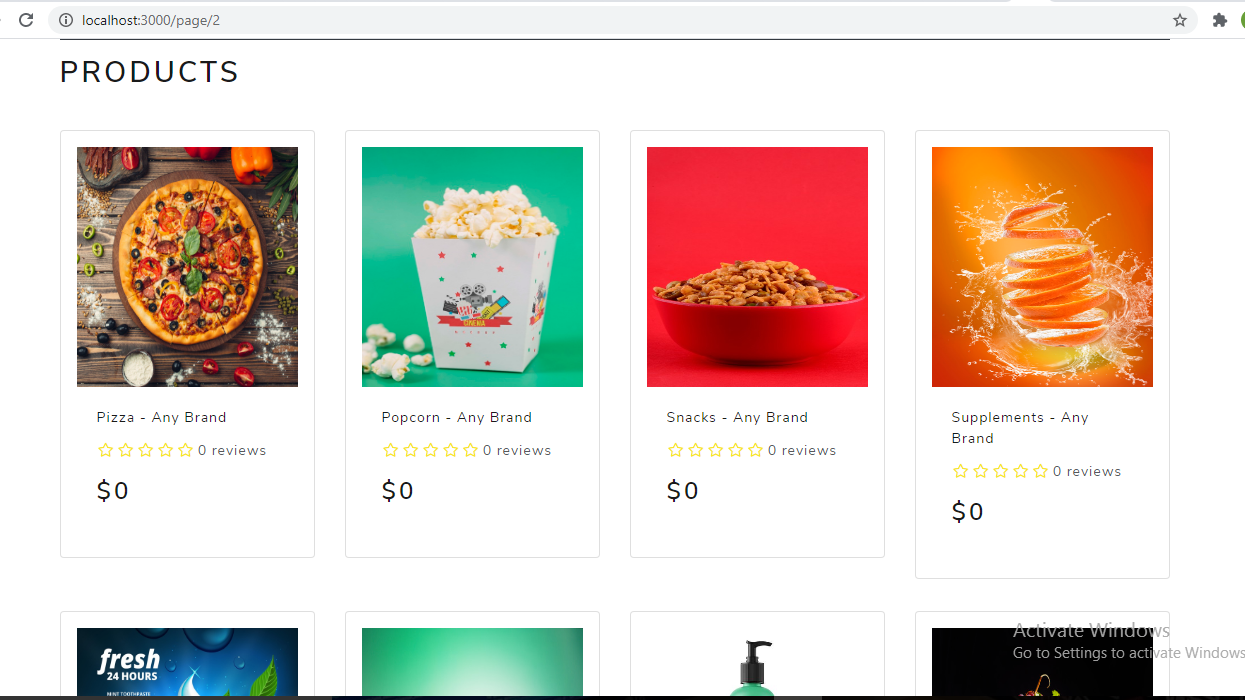 localhost:3000/page/2
PRODUCTS
CINEMA
Pizza - Any Brand
0 reviews
$0
Popcorn - Any Brand
0 reviews
$0
Snacks - Any Brand
0 reviews
$0
Supplements - Any
Brand
0 reviews
$0
fresh
24 HOURS
MINT TOOTHPASTE
Activate Windows
Go to Settings to activate Windows